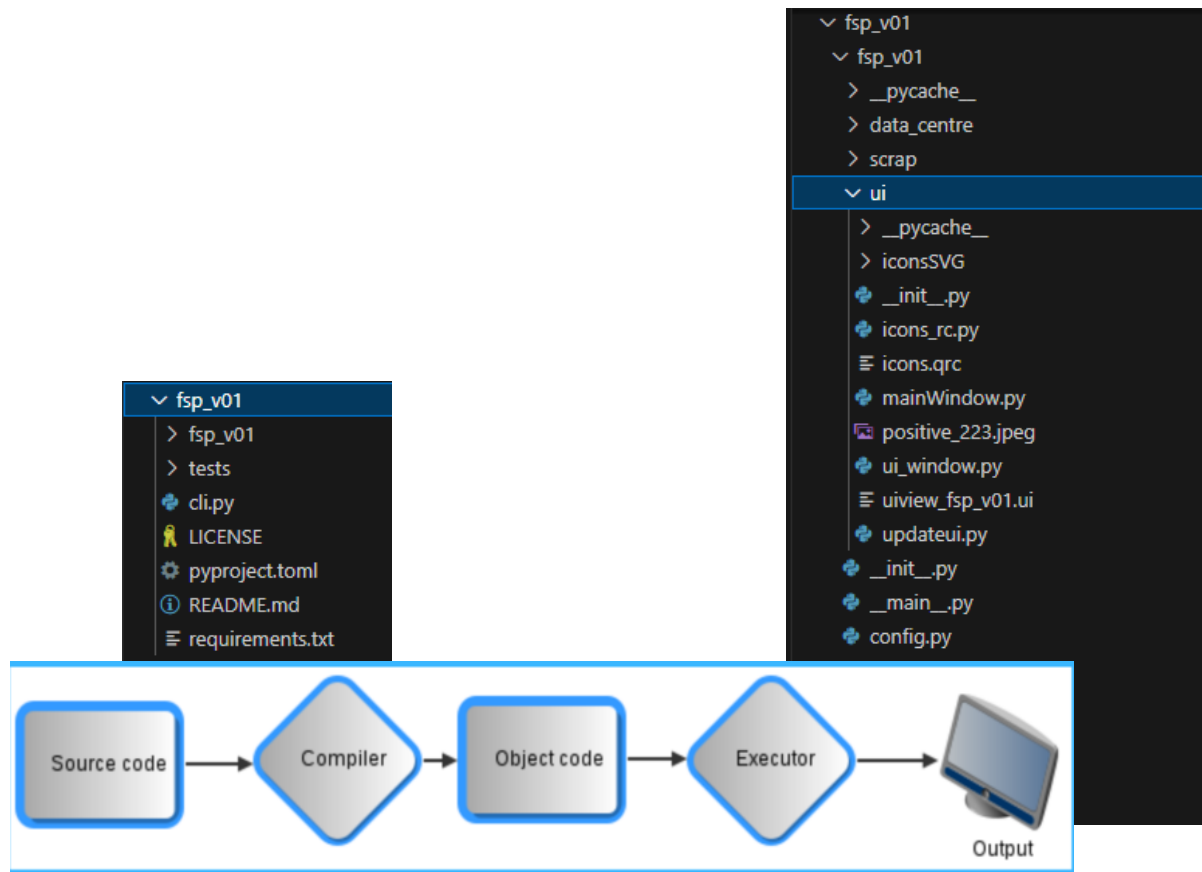 fsp_v01
fsp_v01
__pycache__
data_centre
scrap
ui
__pycache__
iconsSVG
__init__.py
icons_rc.py
icons.qrc
mainWindow.py
positive_223.jpeg
ui_window.py
uiview_fsp_v01.ui
updateui.py
__init__.py
__main__.py
config.py
fsp_v01
fsp_v01
tests
cli.py
LICENSE
pyproject.toml
README.md
requirements.txt
Source code
Compiler
Object code
Executor
Output